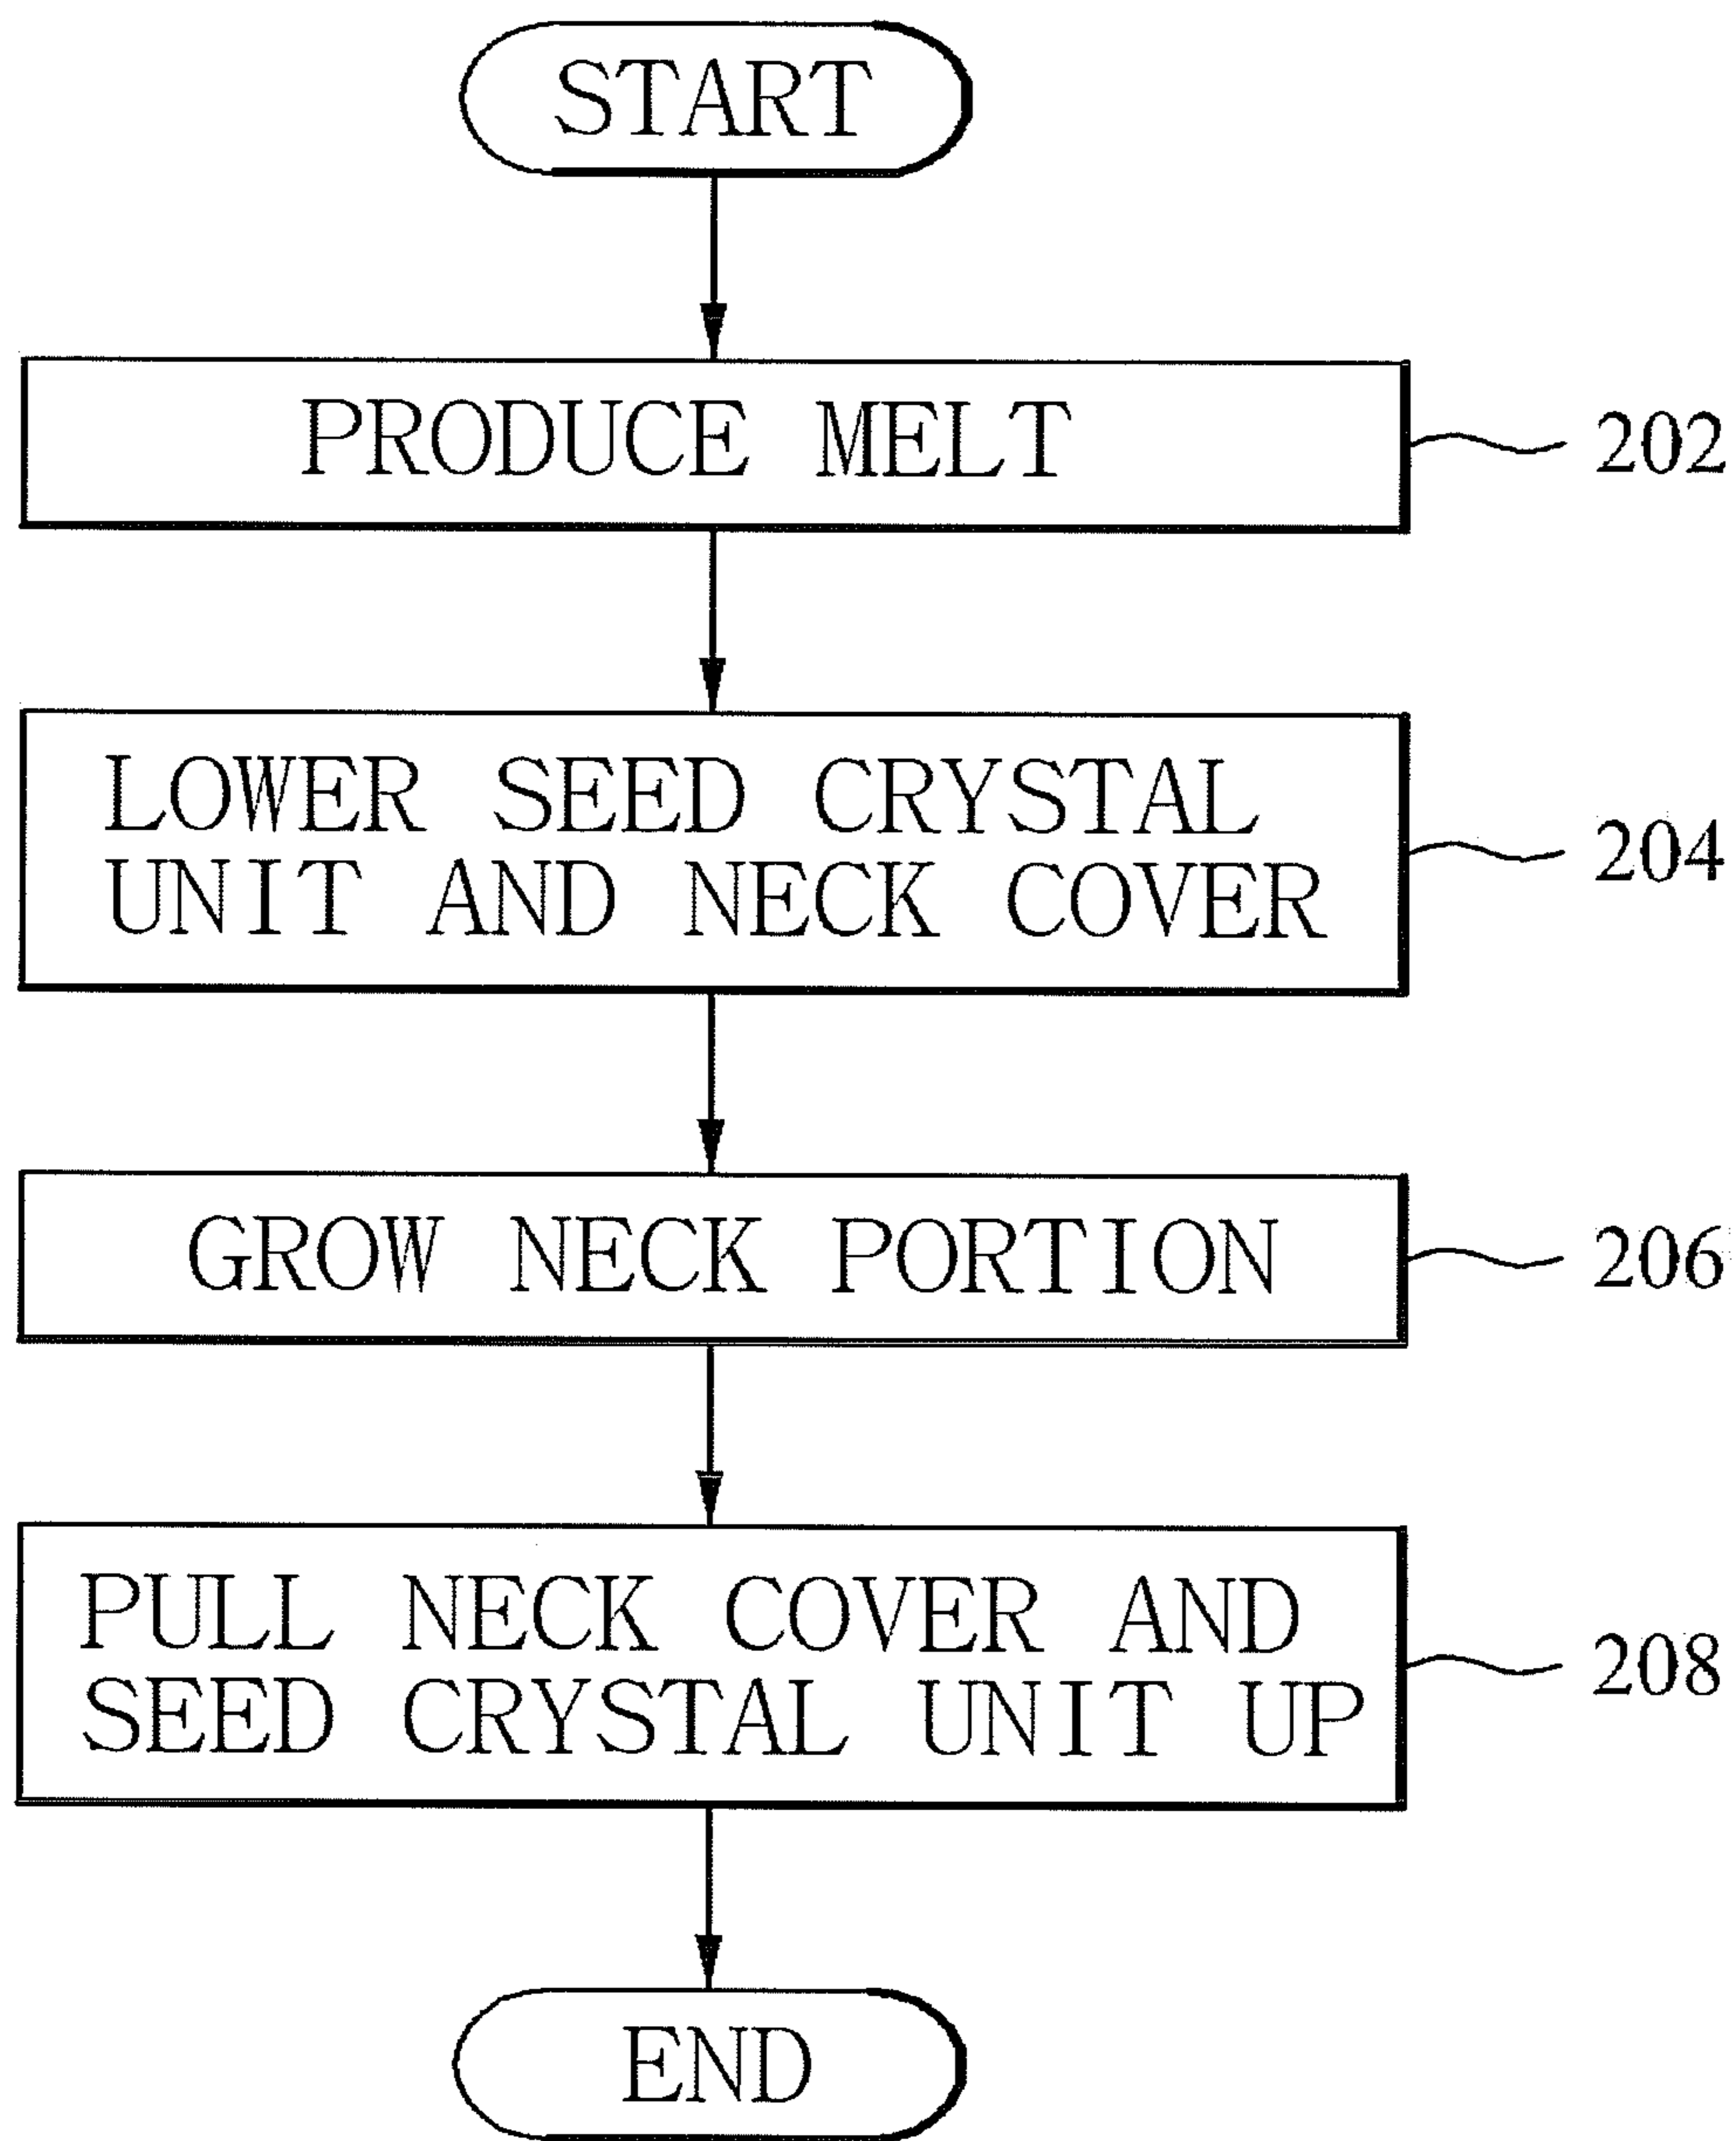 START
PRODUCE MELT
202
LOWER SEED CRYSTAL
UNIT AND NECK COVER
204
GROW NECK PORTION
206
PULL NECK COVER AND
SEED CRYSTAL UNIT UP
208
END